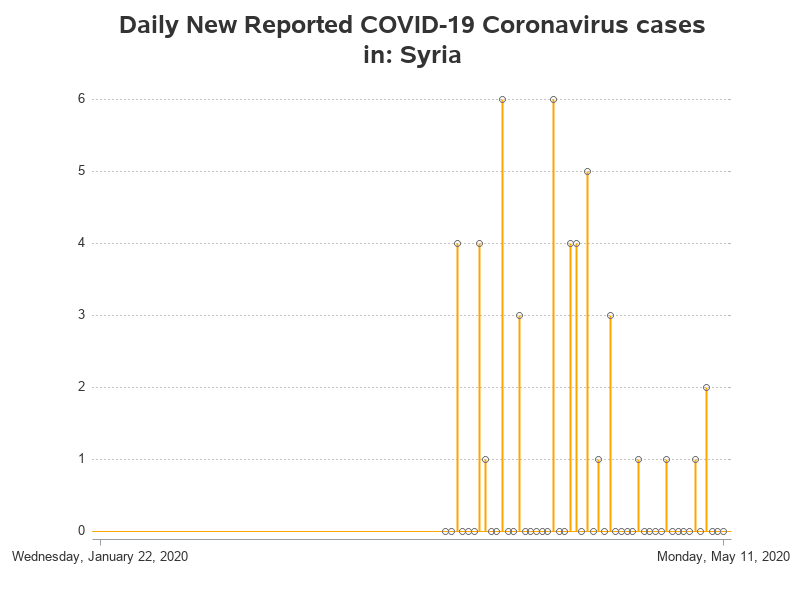 Daily New Reported COVID-19 Coronavirus cases
in: Syria
6
5
4
3
2
1
0
Wednesday, January 22, 2020 Monday, May 11, 2020